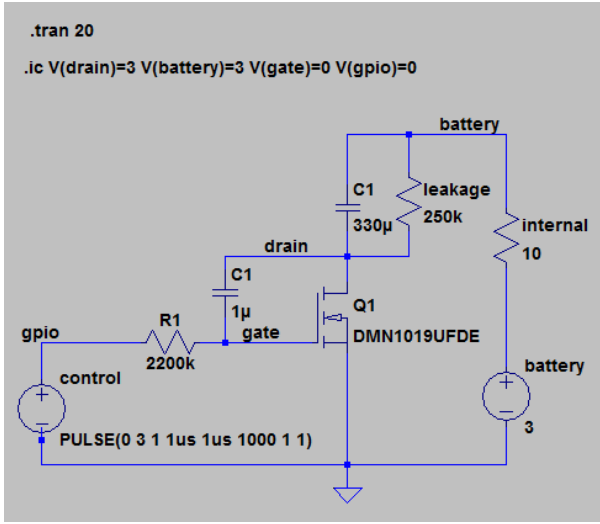 .tran 20
.ic V(drain)=3 V(battery)=3 V(gate)=0 V(gpio)=0
battery
C1
330µ
leakage
250k
internal
10
drain
C1
1µ
Q1
DMN1019UFDE
gpio
R1
2200k
gate
control
PULSE(0 3 1 1us 1us 1000 1 1)
battery
3